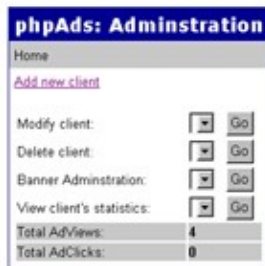 phpAds: Adminstration
Home
Add new client
Modify client: Go
Delete client: Go
Banner Adminstration: Go
View client's statistics: Go
Total AdViews: 4
Total AdClicks: 0